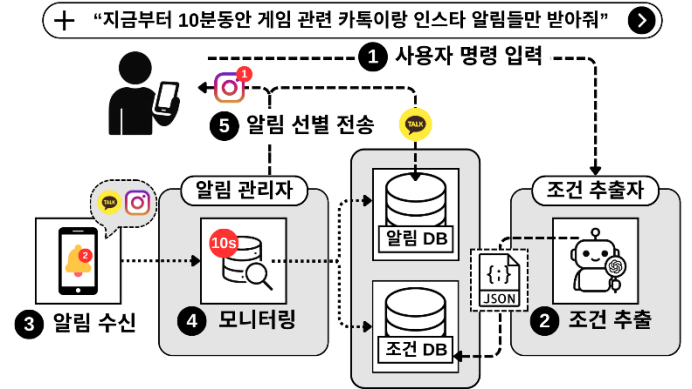 “지금부터 10분동안 게임 관련 카톡이랑 인스타 알림들만 받아줘”
1 사용자 명령 입력
1
5 알림 선별 전송
TALK
알림 관리자
조건 추출자
TALK
10s
알림 DB
2
{;}
JSON
3 알림 수신
4 모니터링
조건 DB
2 조건 추출